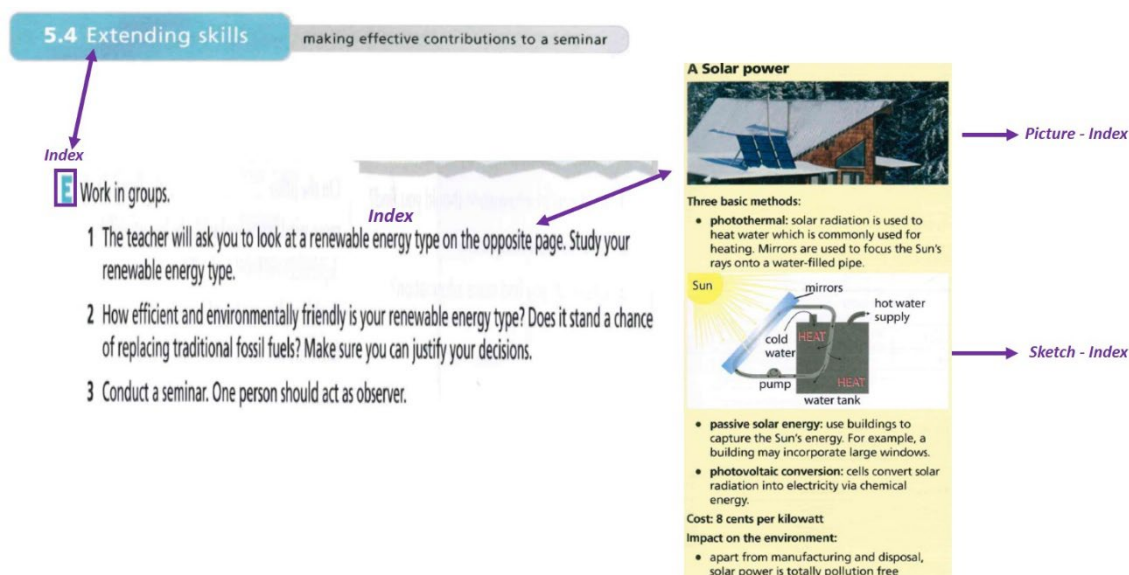 5.4 Extending skills
making effective contributions to a seminar
Index
E Work in groups.
Index
1 The teacher will ask you to look at a renewable energy type on the opposite page. Study your
renewable energy type.
2 How efficient and environmentally friendly is your renewable energy type? Does it stand a chance
of replacing traditional fossil fuels? Make sure you can justify your decisions.
3 Conduct a seminar. One person should act as observer.
A Solar power
Picture - Index
Three basic methods:
• photothermal: solar radiation is used to
heat water which is commonly used for
heating. Mirrors are used to focus the Sun's
rays onto a water-filled pipe.
Sun
mirrors
hot water
supply
cold
water
HEAT
pump
HEAT
water tank
Sketch - Index
• passive solar energy: use buildings to
capture the Sun's energy. For example, a
building may incorporate large windows.
• photovoltaic conversion: cells convert solar
radiation into electricity via chemical
energy.
Cost: 8 cents per kilowatt
Impact on the environment:
• apart from manufacturing and disposal,
solar power is totally pollution free